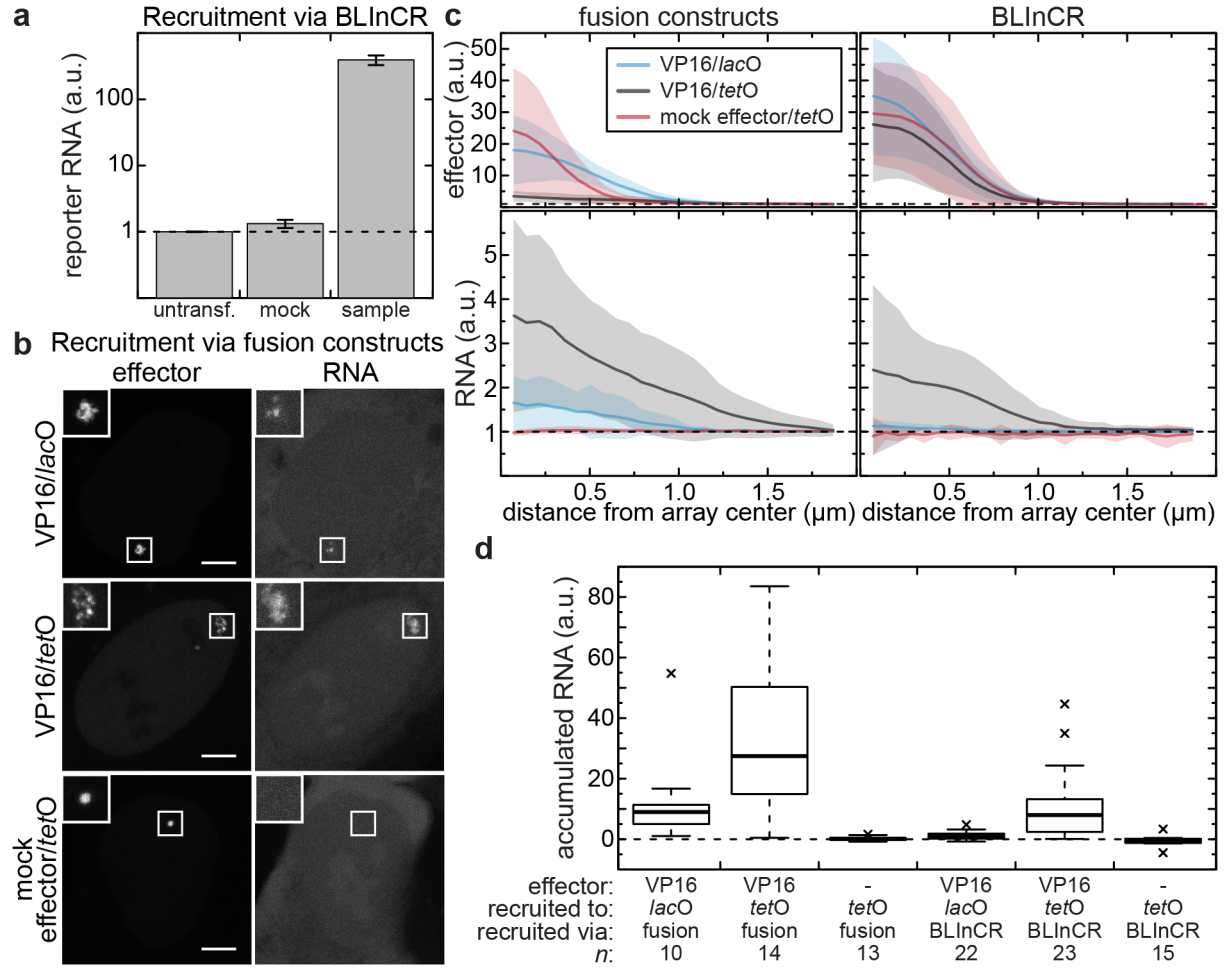 a
Recruitment via BLInCR
reporter RNA (a.u.)
100
10
1
untransf. mock sample
b
Recruitment via fusion constructs
effector RNA
VP16/lacO
VP16/tetO
mock
effector/tetO
c
fusion constructs BLInCR
effector (a.u.)
50
40
30
20
10
VP16/lacO
VP16/tetO
mock effector/tetO
RNA (a.u.)
5
4
3
2
1
0.5 1.0 1.5 0.5 1.0 1.5
distance from array center (µm) distance from array center (µm)
d
accumulated RNA (a.u.)
80
60
40
20
0
effector: VP16 VP16 - VP16 VP16 -
recruited to: lacO tetO tetO lacO tetO tetO
recruited via: fusion fusion fusion BLInCR BLInCR BLInCR
n: 10 14 13 22 23 15